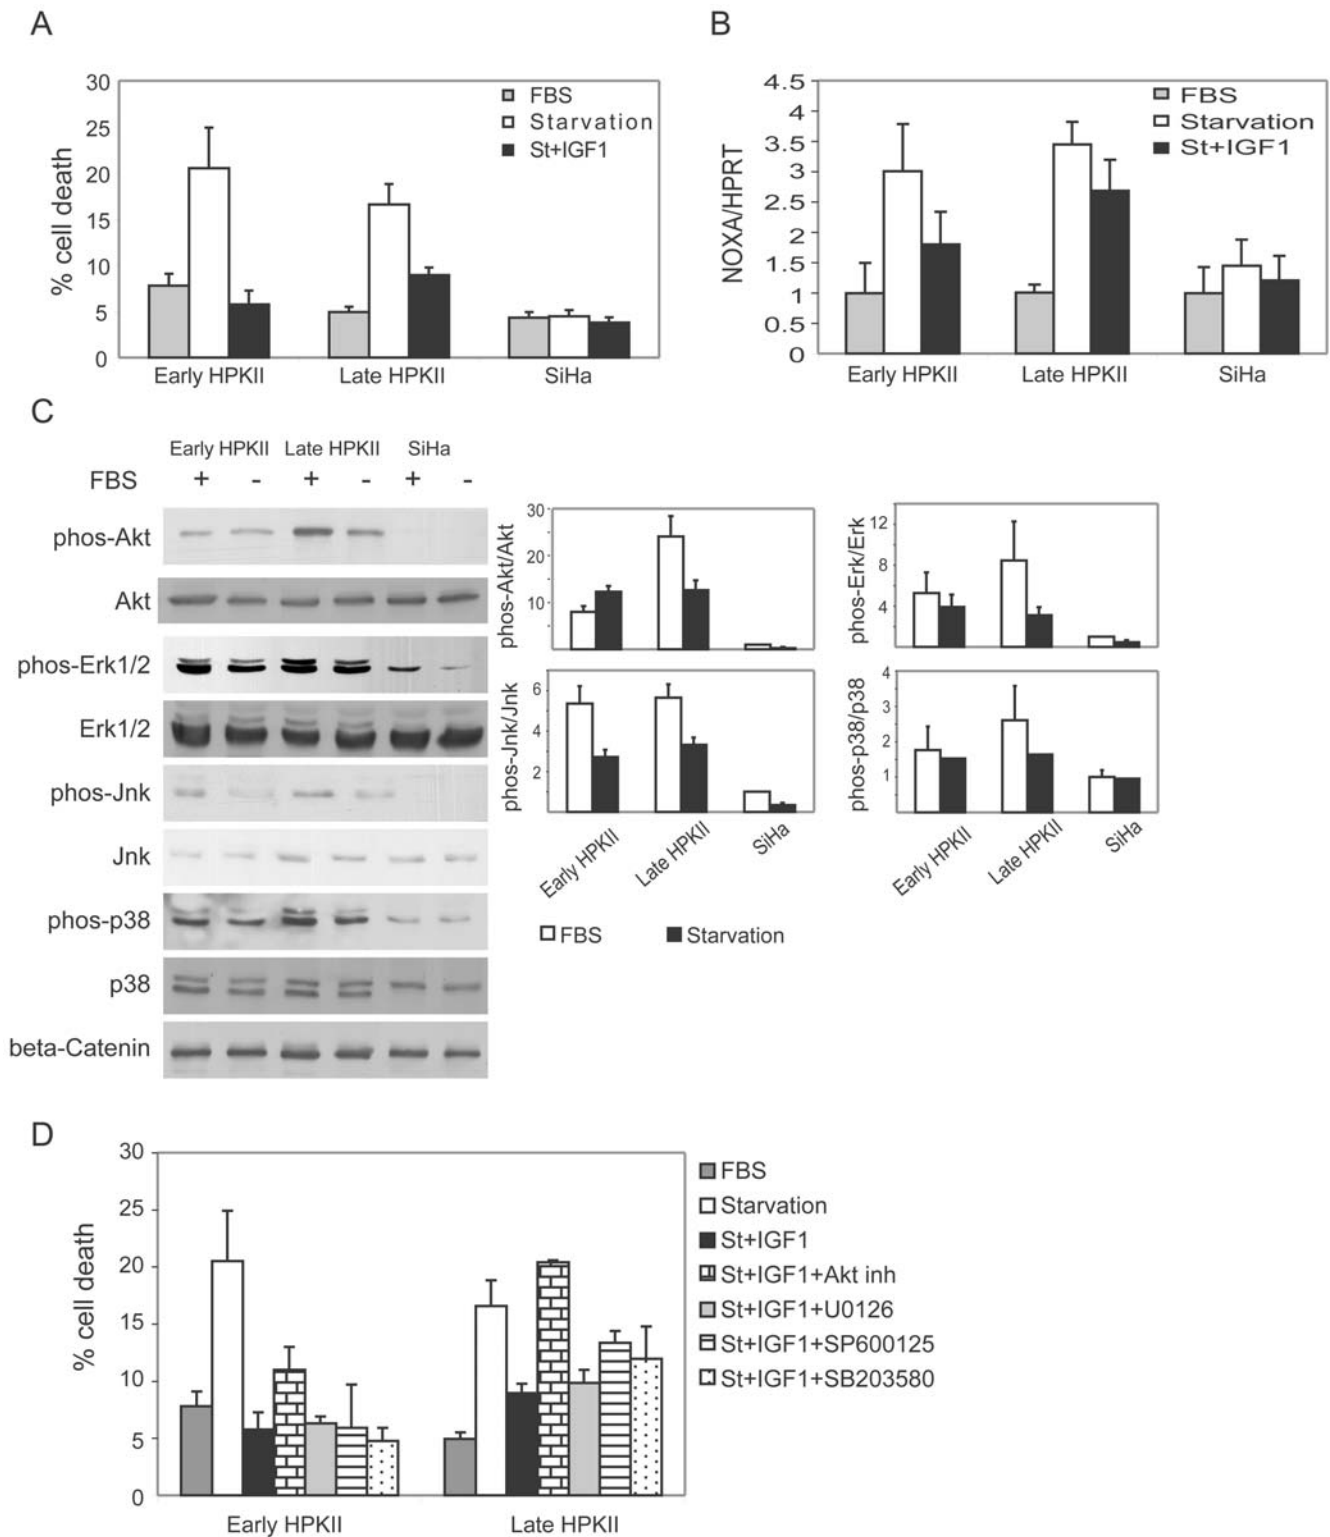 A
% cell death
30
25
20
15
10
5
0
FBS
Starvation
St+IGF1
Early HPKII
Late HPKII
SiHa
B
NOXA/HPRT
4.5
4
3.5
3
2.5
2
1.5
1
0.5
0
FBS
Starvation
St+IGF1
Early HPKII
Late HPKII
SiHa
C
Early HPKII Late HPKII SiHa
FBS + - + - + -
phos-Akt
Akt
phos-Erk1/2
Erk1/2
phos-Jnk
Jnk
phos-p38
p38
beta-Catenin
phos-Akt/Akt
30
20
10
phos-Erk/Erk
12
8
4
phos-Jnk/Jnk
6
4
2
Early HPKII
Late HPKII
SiHa
phos-p38/p38
4
3
2
1
Early HPKII
Late HPKII
SiHa
FBS
Starvation
D
% cell death
30
25
20
15
10
5
0
Early HPKII
Late HPKII
FBS
Starvation
St+IGF1
St+IGF1+Akt inh
St+IGF1+U0126
St+IGF1+SP600125
St+IGF1+SB203580